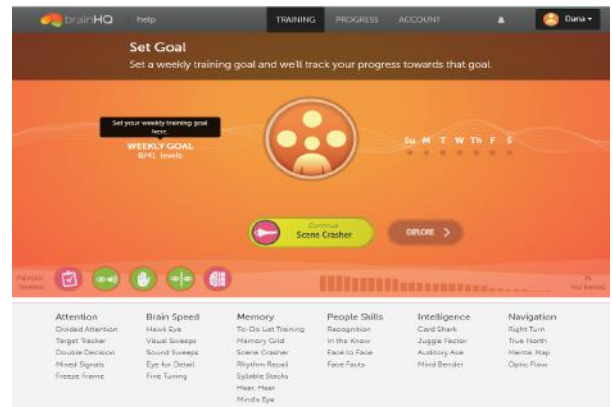 brainHQ help TRAINING PROGRESS ACCOUNT Dana
Set Goal
Set a weekly training goal and we'll track your progress towards that goal.
Set your weekly training goal
here.
WEEKLY GOAL
0/41 levels
Su M T W Th F S
Continue
Scene Crasher
EXPLORE
Attention
Divided Attention
Target Tracker
Double Decision
Mixed Signals
Freeze Frame
Brain Speed
Hawk Eye
Visual Sweeps
Sound Sweeps
Eye for Detail
Fine Tuning
Memory
To-Do List Training
Memory Grid
Scene Crasher
Rhythm Recall
Syllable Stacks
Hear, Hear
Mind's Eye
People Skills
Recognition
In the Know
Face to Face
Face Facts
Intelligence
Card Shark
Juggle Factor
Auditory Ace
Mind Bender
Navigation
Right Turn
True North
Mental Map
Optic Flow